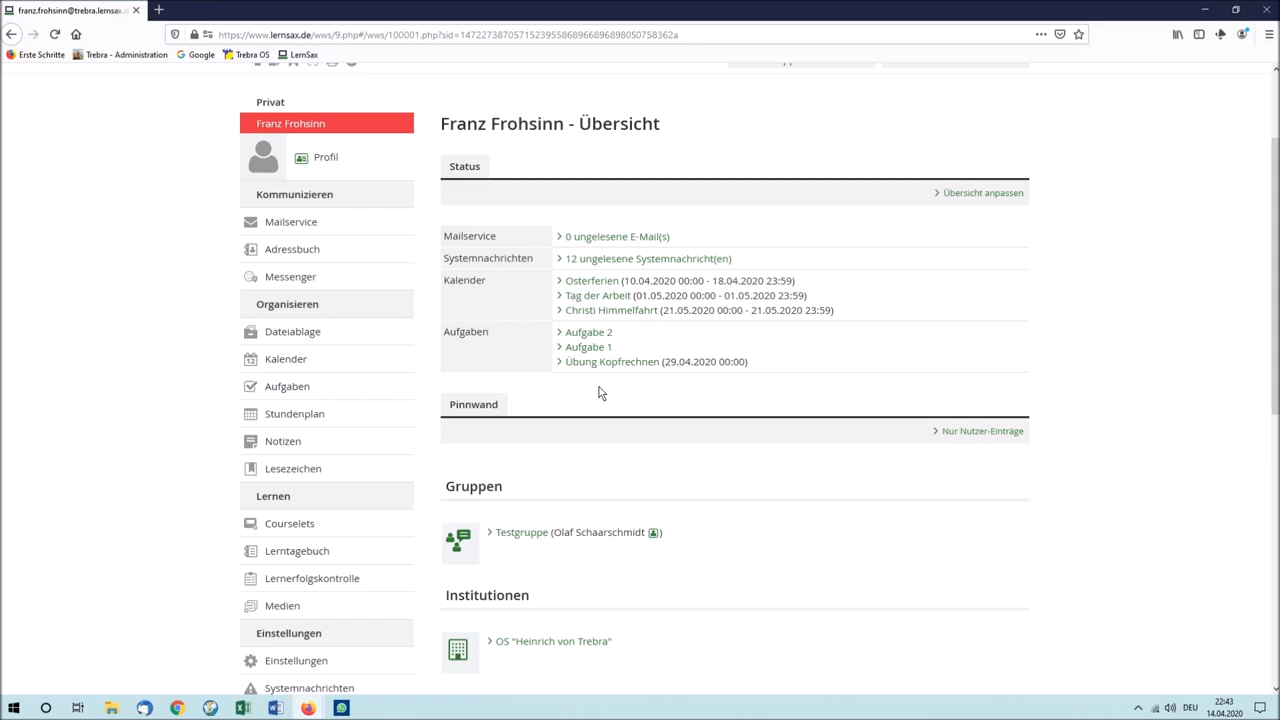 franz.frohsinn@trebra.lernsax.d
https://www.lernsax.de/wws/9.php#/wws/100001.php?sid=14722738705715239558689666896898050758362a
Erste Schritte
Trebra - Administration
Google
Trebra OS
LernSax
Privat
Franz Frohsinn
Profil
Kommunizieren
Mailservice
Adressbuch
Messenger
Organisieren
Dateiablage
Kalender
Aufgaben
Stundenplan
Notizen
Lesezeichen
Lernen
Courselets
Lerntagebuch
Lernerfolgskontrolle
Medien
Einstellungen
Einstellungen
Systemnachrichten
Franz Frohsinn - Übersicht
Status
Übersicht anpassen
Mailservice
0 ungelesene E-Mail(s)
Systemnachrichten
12 ungelesene Systemnachricht(en)
Kalender
Osterferien (10.04.2020 00:00 - 18.04.2020 23:59)
Tag der Arbeit (01.05.2020 00:00 - 01.05.2020 23:59)
Christi Himmelfahrt (21.05.2020 00:00 - 21.05.2020 23:59)
Aufgaben
Aufgabe 2
Aufgabe 1
Übung Kopfrechnen (29.04.2020 00:00)
Pinnwand
Nur Nutzer-Einträge
Gruppen
Testgruppe (Olaf Schaarschmidt )
Institutionen
OS "Heinrich von Trebra"
DEU
22:43
14.04.2020